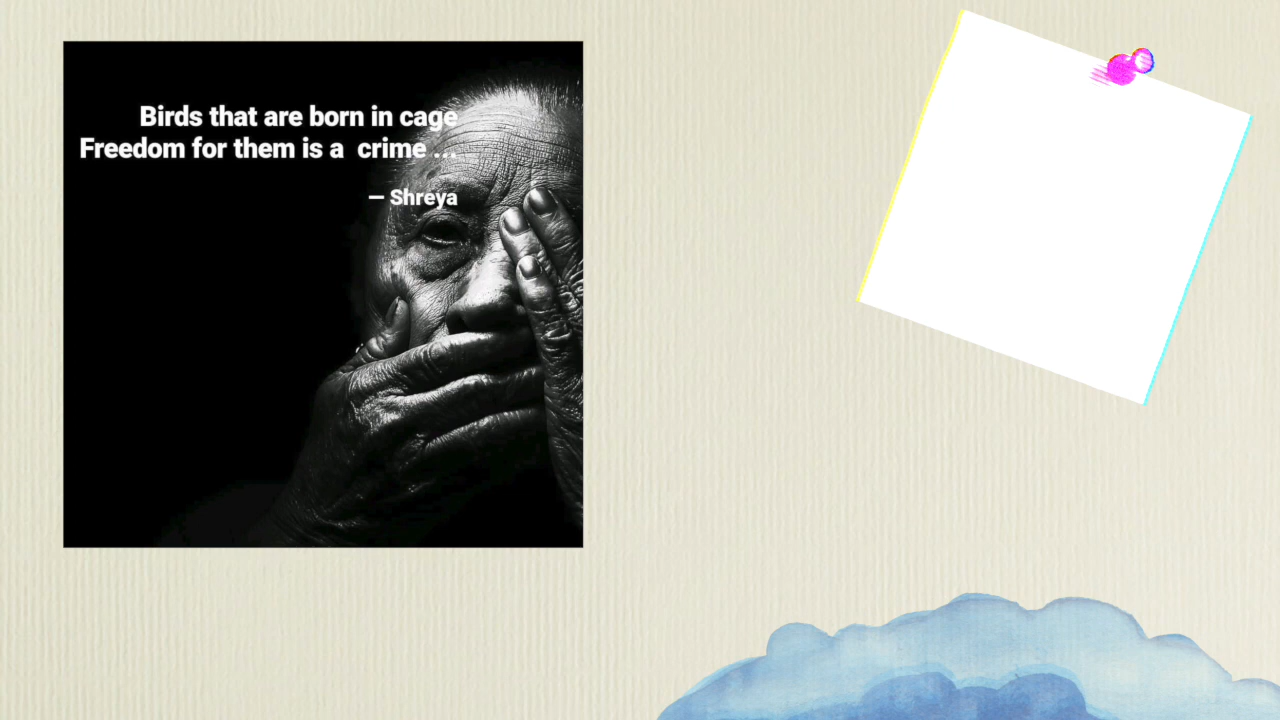 Birds that are born in cage
Freedom for them is a  crime ...
— Shreya